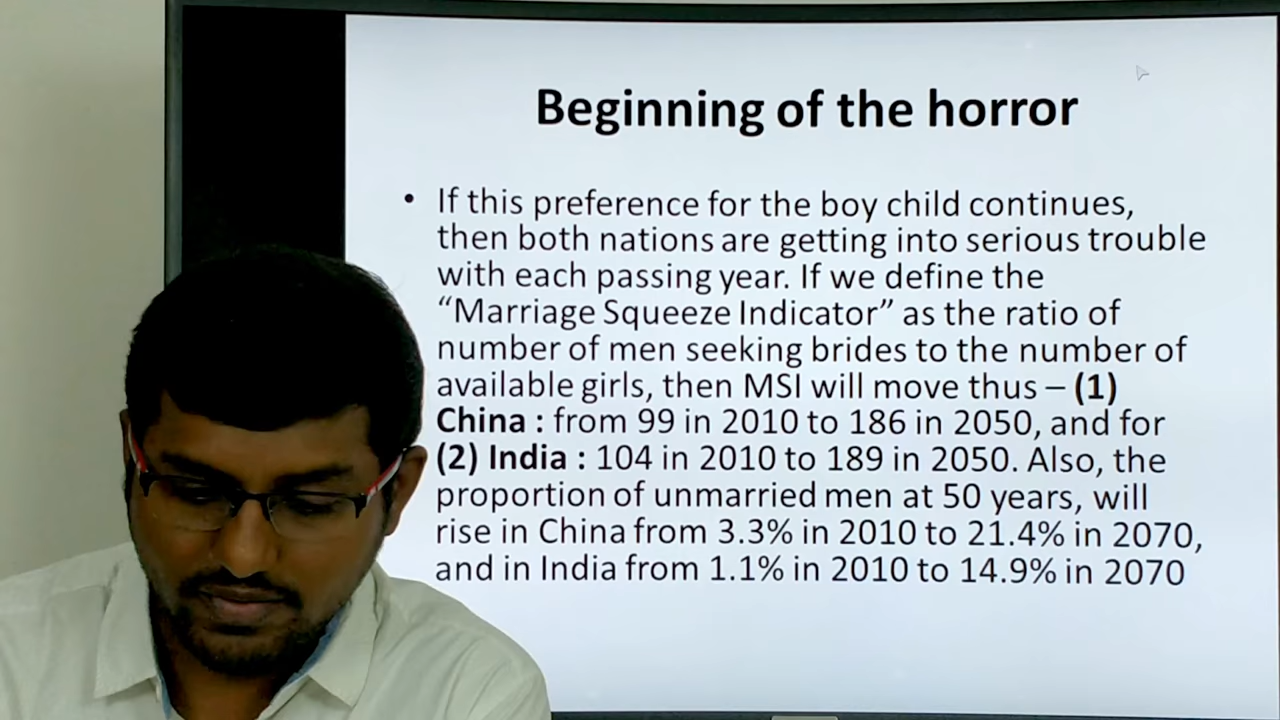 Beginning of the horror
• If this preference for the boy child continues,
then both nations are getting into serious trouble
with each passing year. If we define the
“Marriage Squeeze Indicator” as the ratio of
number of men seeking brides to the number of
available girls, then MSI will move thus – (1)
China : from 99 in 2010 to 186 in 2050, and for
(2) India : 104 in 2010 to 189 in 2050. Also, the
proportion of unmarried men at 50 years, will
rise in China from 3.3% in 2010 to 21.4% in 2070,
and in India from 1.1% in 2010 to 14.9% in 2070